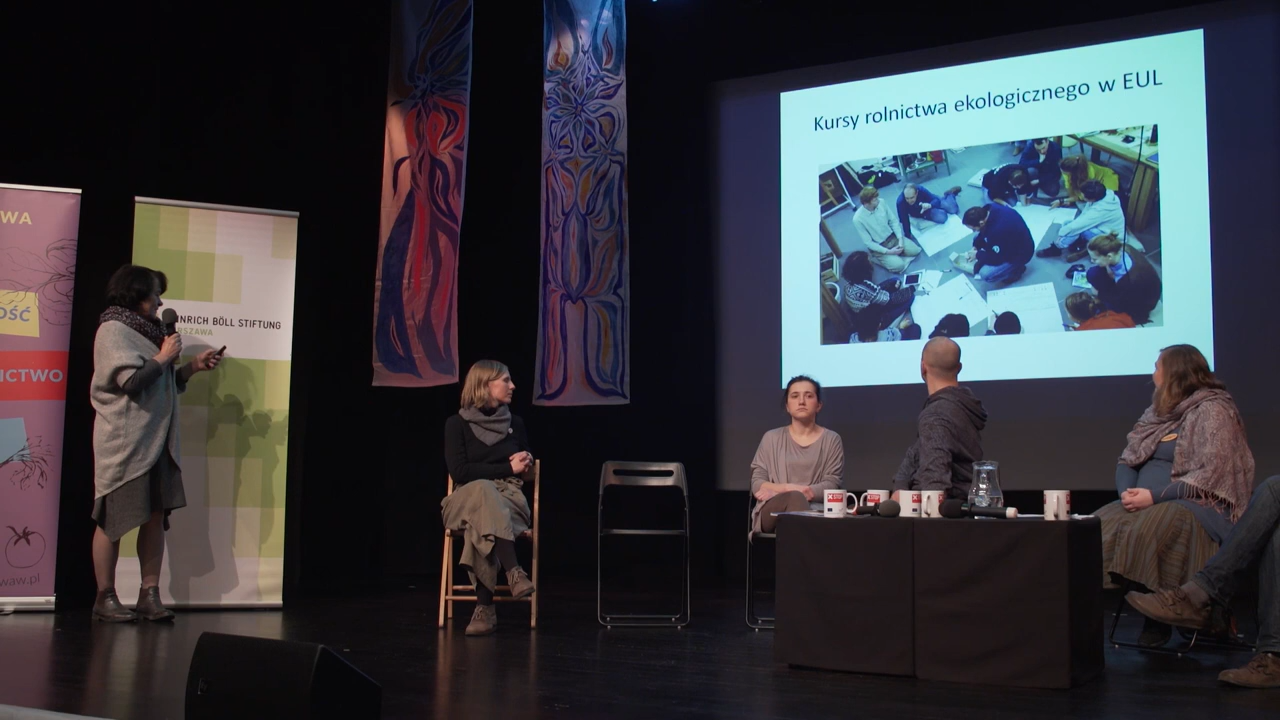 WA
OŚĆ
ICTWO
waw.pl
NRICH BÖLL STIFTUNG
RSZAWA
Kursy rolnictwa ekologicznego w EUL